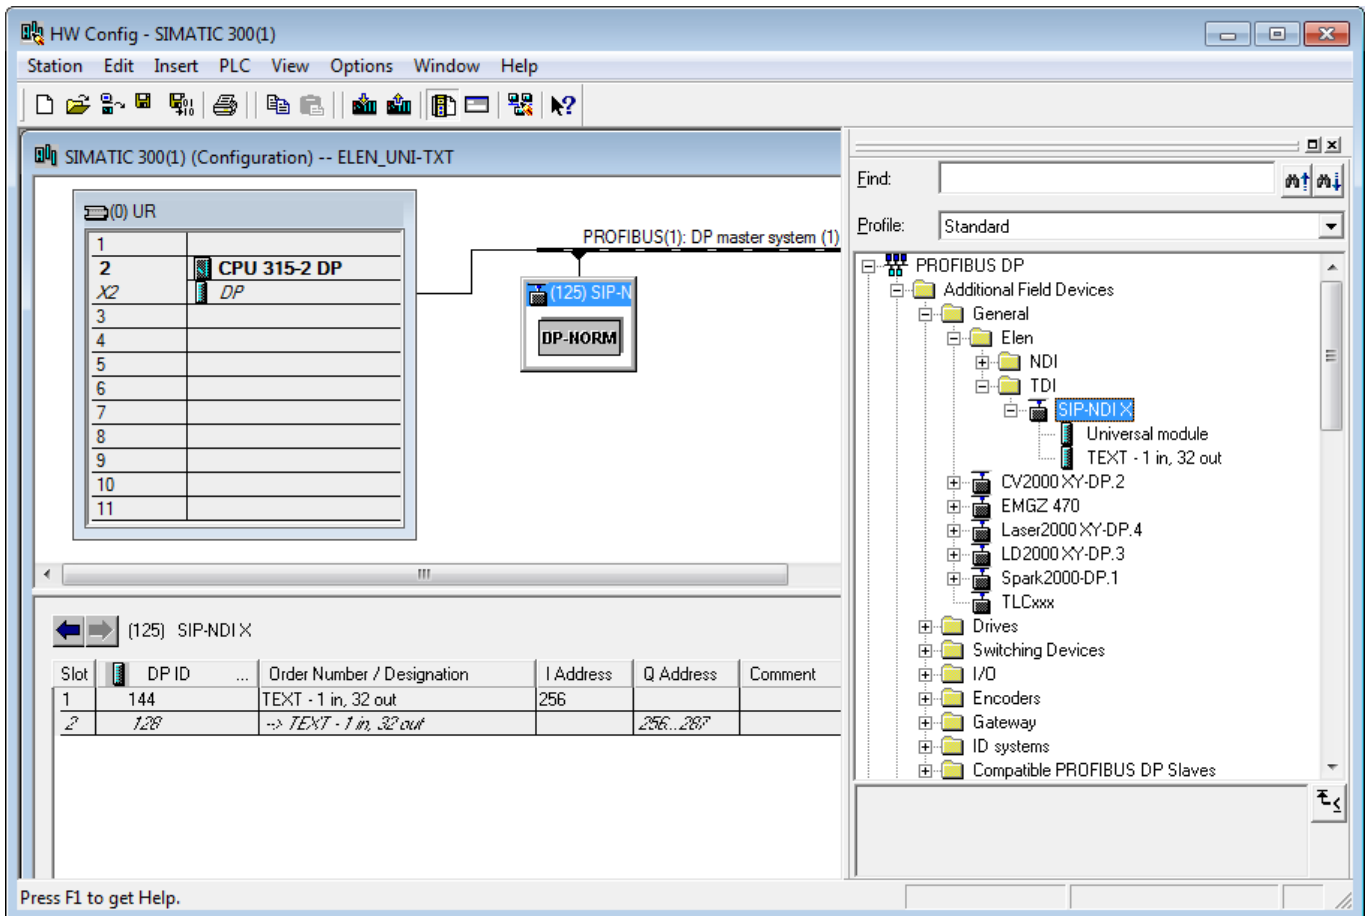 HW Config - SIMATIC 300(1)
Station Edit Insert PLC View Options Window Help
SIMATIC 300(1) (Configuration) -- ELEN_UNI-TXT
(0) UR
1
2 CPU 315-2 DP
X2 DP
3
4
5
6
7
8
9
10
11
PROFIBUS(1): DP master system (1)
(125) SIP-N
DP-NORM
Find:
Profile: Standard
PROFIBUS DP
Additional Field Devices
General
Elen
NDI
TDI
SIP-NDI X
Universal module
TEXT - 1 in, 32 out
CV2000 XY-DP.2
EMGZ 470
Laser2000 XY-DP.4
LD2000 XY-DP.3
Spark2000-DP.1
TLCxxx
Drives
Switching Devices
I/O
Encoders
Gateway
ID systems
Compatible PROFIBUS DP Slaves
(125) SIP-NDI X
Slot DP ID ... Order Number / Designation I Address Q Address Comment
1 144 TEXT - 1 in, 32 out 256
2 128 --> TEXT - 1 in, 32 out 256...287
Press F1 to get Help.